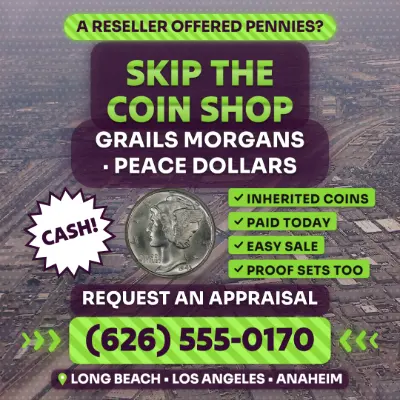 A RESELLER OFFERED PENNIES?
SKIP THE
COIN SHOP
GRAILS MORGANS
· PEACE DOLLARS
CASH!
✓ INHERITED COINS
✓ PAID TODAY
✓ EASY SALE
✓ PROOF SETS TOO
REQUEST AN APPRAISAL
(626) 555-0170
LONG BEACH • LOS ANGELES • ANAHEIM